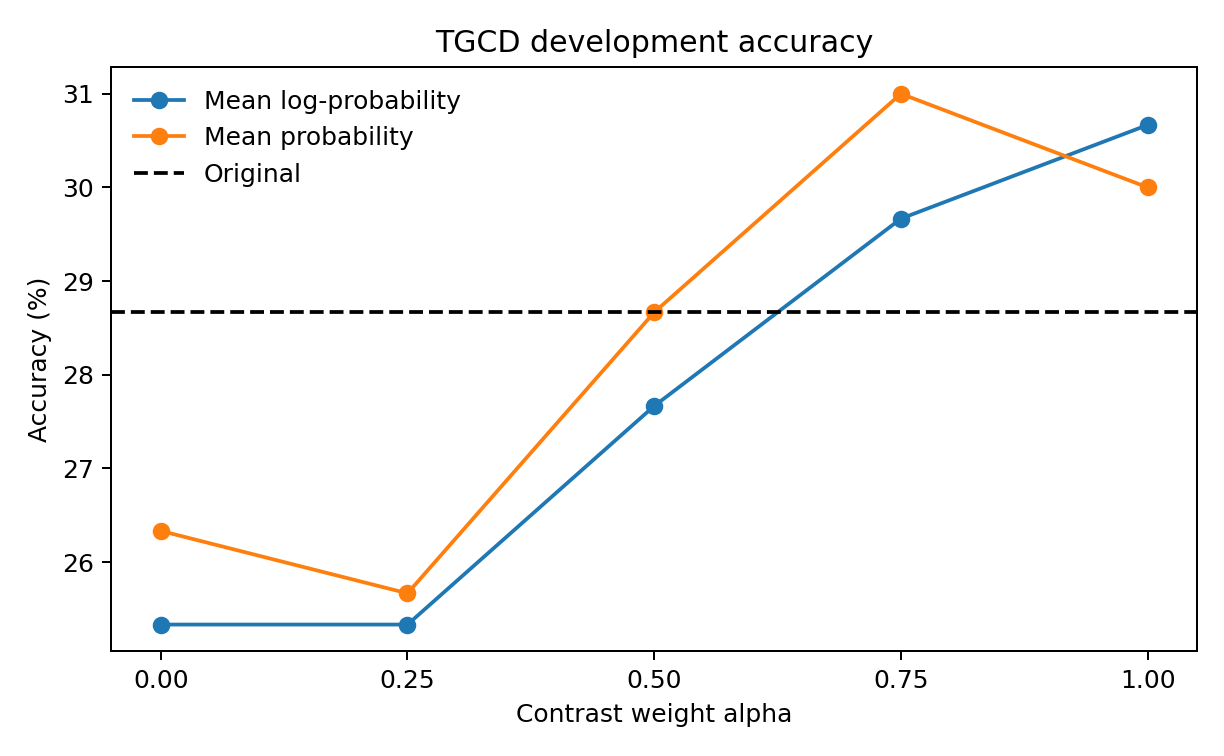 TGCD development accuracy
Mean log-probability
Mean probability
Original
31
30
29
28
27
26
Accuracy (%)
0.00 0.25 0.50 0.75 1.00
Contrast weight alpha